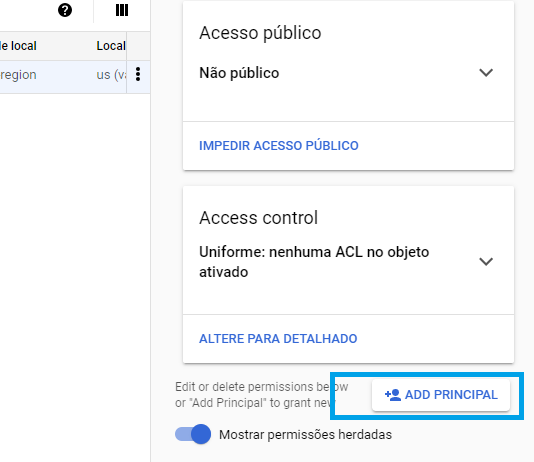 le local
Local
region
us (va
Acesso público
Não público
IMPEDIR ACESSO PÚBLICO
Access control
Uniforme: nenhuma ACL no objeto
ativado
ALTERE PARA DETALHADO
Edit or delete permissions below
or "Add Principal" to grant new
ADD PRINCIPAL
Mostrar permissões herdadas